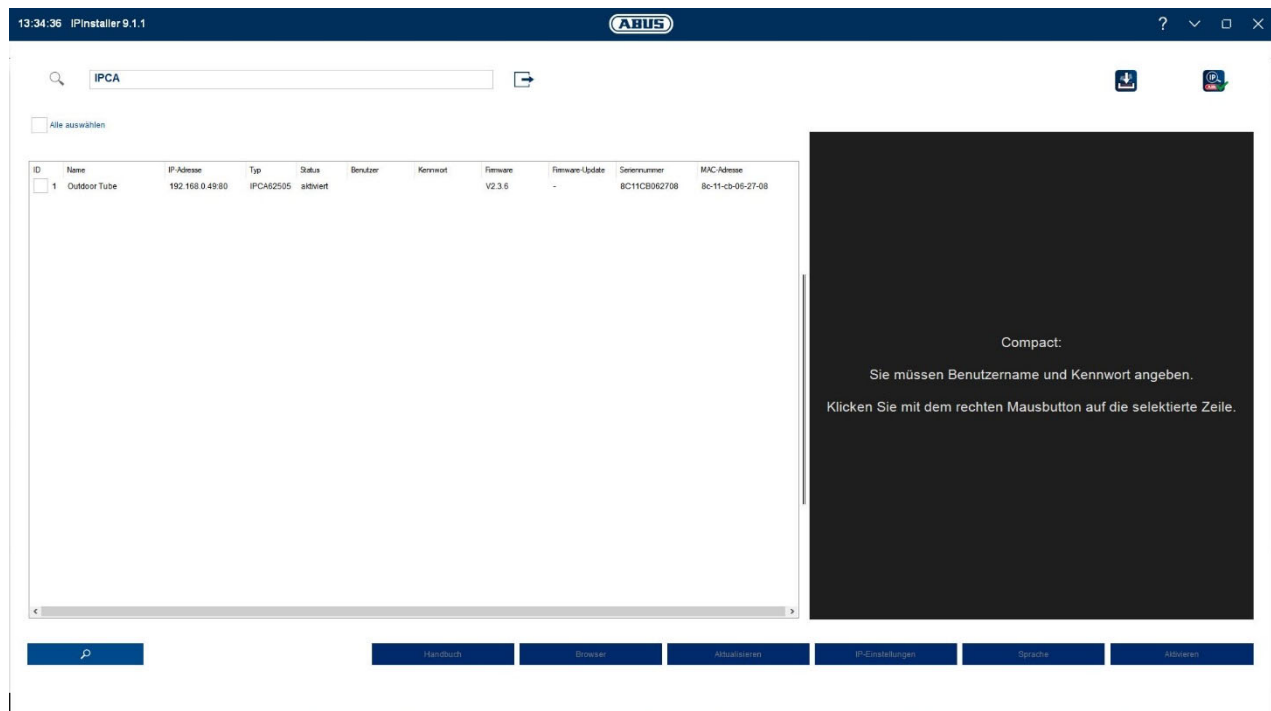 13:34:36 IPInstaller 9.1.1
ABUS
?
IPCA
IP
Alle auswählen
ID Name IP-Adresse Typ Status Benutzer Kennwort Firmware Firmware-Update Seriennummer MAC-Adresse
1 Outdoor Tube 192.168.0.49:80 IPCA62505 aktiviert V2.3.6 - 8C11CB062708 8c-11-cb-06-27-08
Compact:
Sie müssen Benutzername und Kennwort angeben.
Klicken Sie mit dem rechten Mausbutton auf die selektierte Zeile.
Handbuch Browser Aktualisieren IP-Einstellungen Sprache Aktivieren